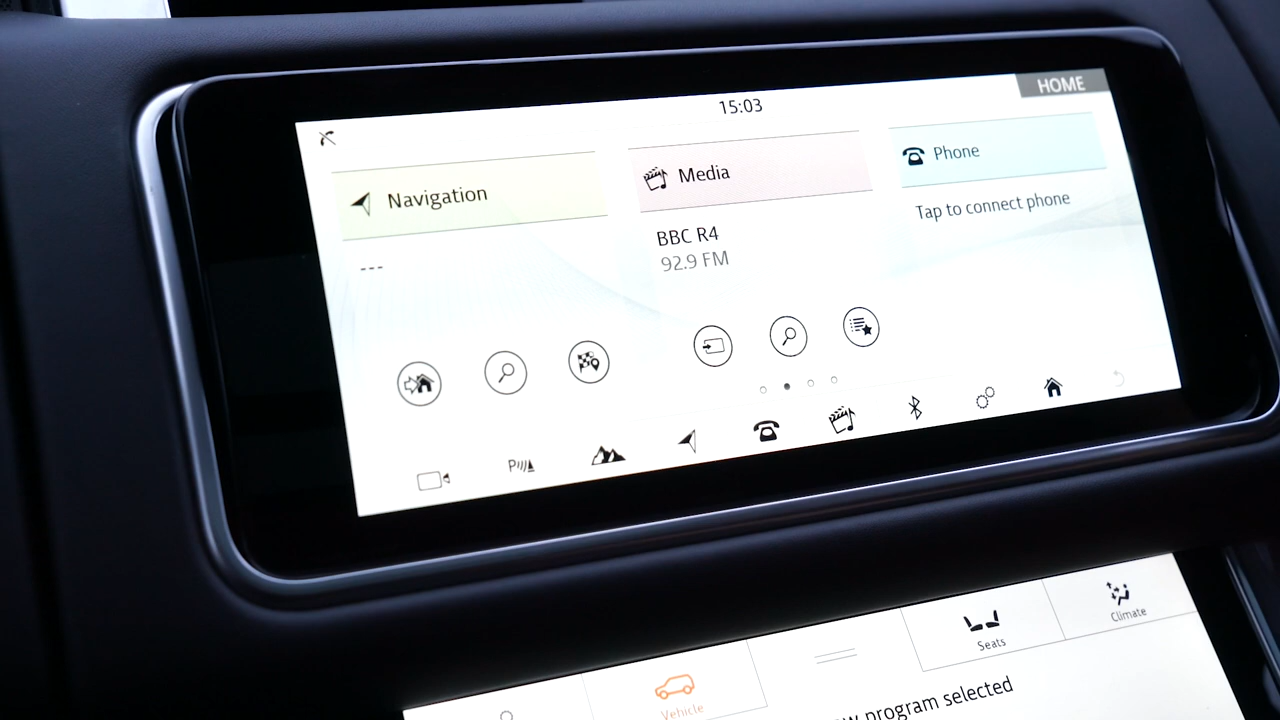 HOME
15:03
Navigation
---
Media
BBC R4
92.9 FM
Phone
Tap to connect phone
P
Vehicle
Seats
Climate
program selected